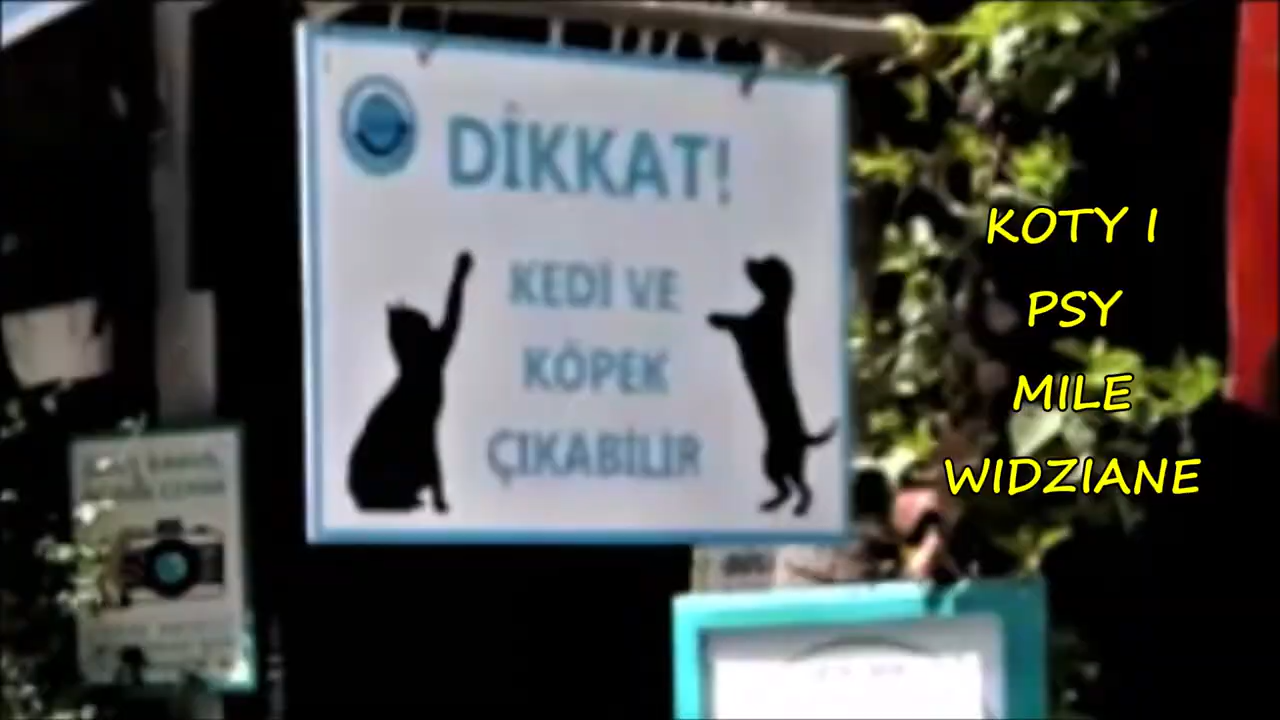 DİKKAT!
KEDİ VE
KÖPEK
ÇIKABİLİR
KOTY I
PSY
MILE
WIDZIANE